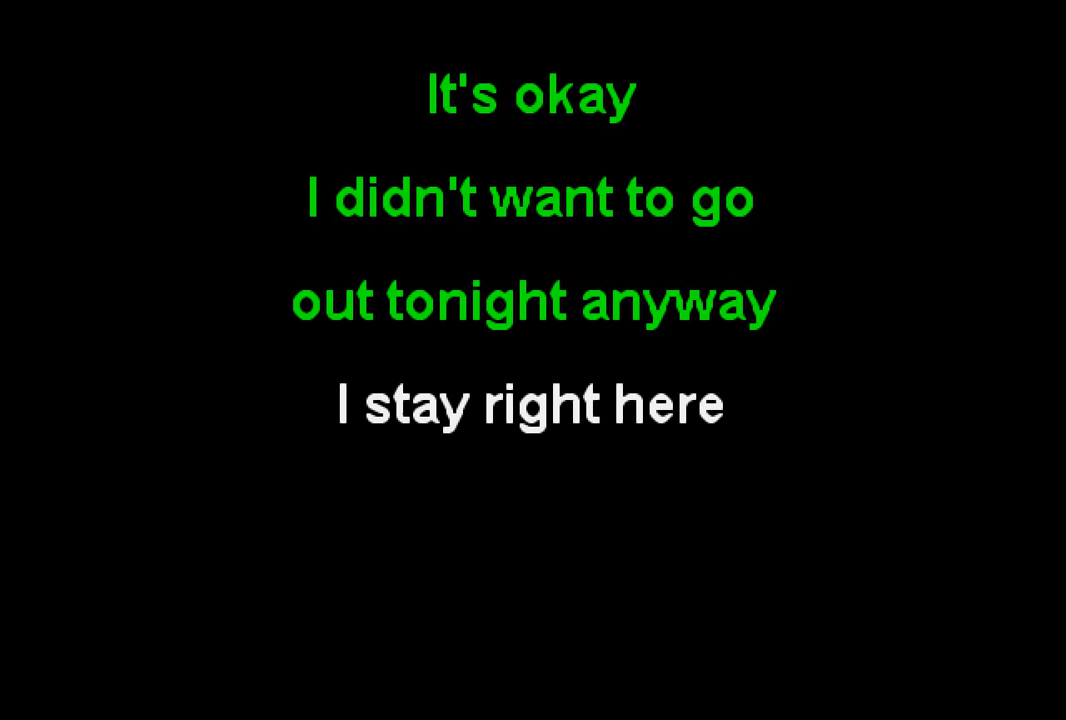 It's okay
I didn't want to go
out tonight anyway
I stay right here